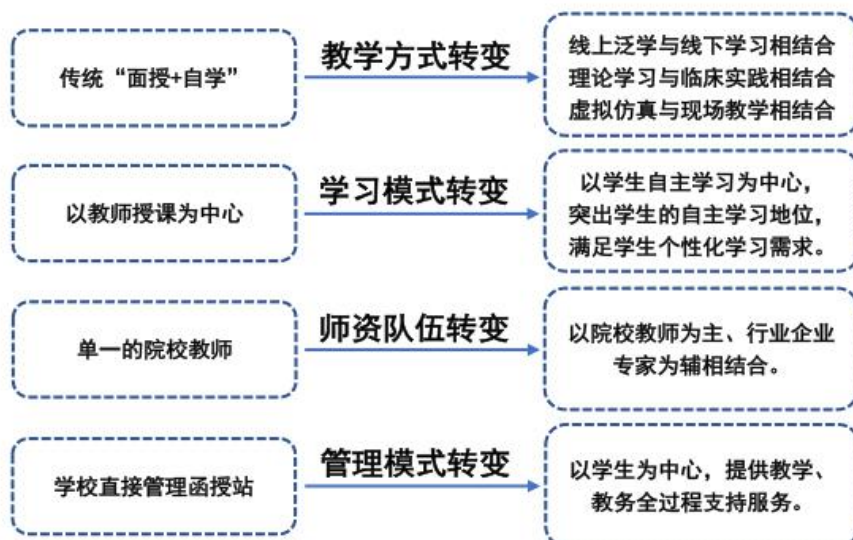 传统“面授+自学”
教学方式转变
线上泛学与线下学习相结合
理论学习与临床实践相结合
虚拟仿真与现场教学相结合
以教师授课为中心
学习模式转变
以学生自主学习为中心，
突出学生的自主学习地位，
满足学生个性化学习需求。
单一的院校教师
师资队伍转变
以院校教师为主、行业企业
专家为辅相结合。
学校直接管理函授站
管理模式转变
以学生为中心，提供教学、
教务全过程支持服务。